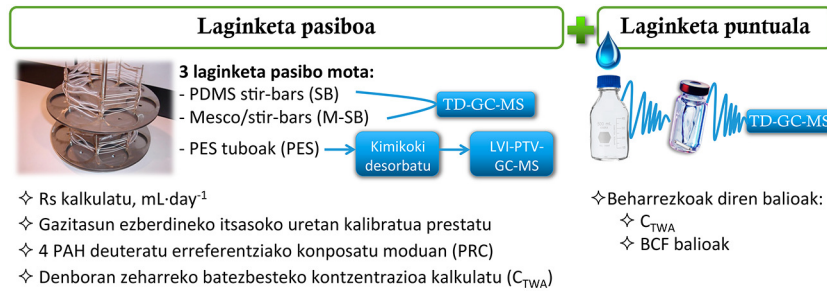 Laginketa pasiboa
3 laginketa pasibo mota:
- PDMS stir-bars (SB)
- Mesco/stir-bars (M-SB)
TD-GC-MS
- PES tuboak (PES)
Kimikoki
desorbatu
LVI-PTV-
GC-MS
✧ Rs kalkulatu, mL·day⁻¹
✧ Gazitasun ezberdineko itsasoko uretan kalibratua prestatu
✧ 4 PAH deuteratu erreferentziako konposatu moduan (PRC)
✧ Denboran zeharreko batezbesteko kontzentrazioa kalkulatu (C_TWA)
Laginketa puntuala
TD-GC-MS
✧Beharrezkoak diren balioak:
✧ C_TWA
✧ BCF balioak